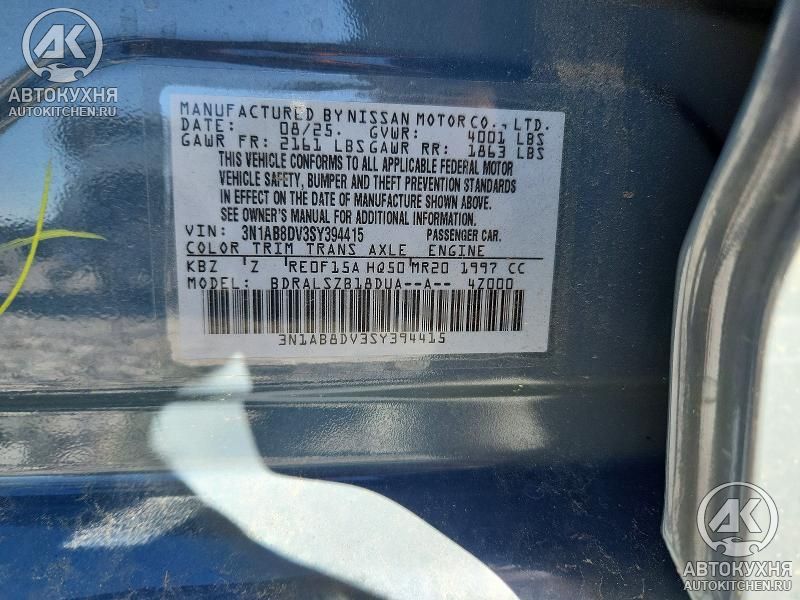 AK
АВТОКУХНЯ
AUTOKITCHEN.RU
MANUFACTURED BY NISSAN MOTOR CO., LTD.
DATE: 08/25. GVWR: 4001 LBS
GAWR FR: 2161 LBS GAWR RR: 1863 LBS
THIS VEHICLE CONFORMS TO ALL APPLICABLE FEDERAL MOTOR
VEHICLE SAFETY, BUMPER AND THEFT PREVENTION STANDARDS
IN EFFECT ON THE DATE OF MANUFACTURE SHOWN ABOVE.
SEE OWNER'S MANUAL FOR ADDITIONAL INFORMATION.
VIN: 3N1AB8DV3SY394415 PASSENGER CAR.
COLOR TRIM TRANS AXLE ENGINE
KBZ Z RE0F15A HQ50 MR20 1997 CC
MODEL: BDRALSZB18DUA--A-- 4Z000
3N1AB8DV3SY394415
AK
АВТОКУХНЯ
AUTOKITCHEN.RU